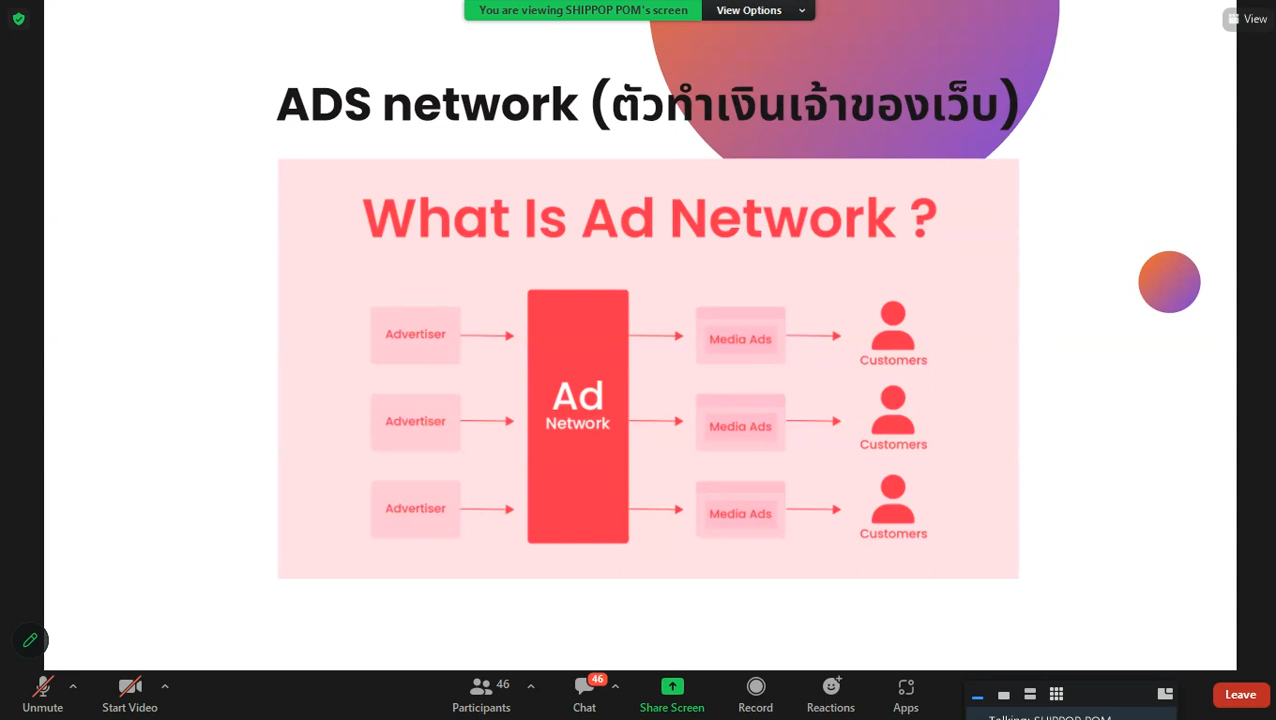 You are viewing SHIPPOP POM's screen View Options
View
ADS network (ตัวทำเงินเจ้าของเว็บ)
What Is Ad Network ?
Advertiser Media Ads Customers
Ad
Network
Advertiser Media Ads Customers
Advertiser Media Ads Customers
46 46
Unmute Start Video Participants Chat Share Screen Record Reactions Apps Leave
Talking: SHIPPOP POM